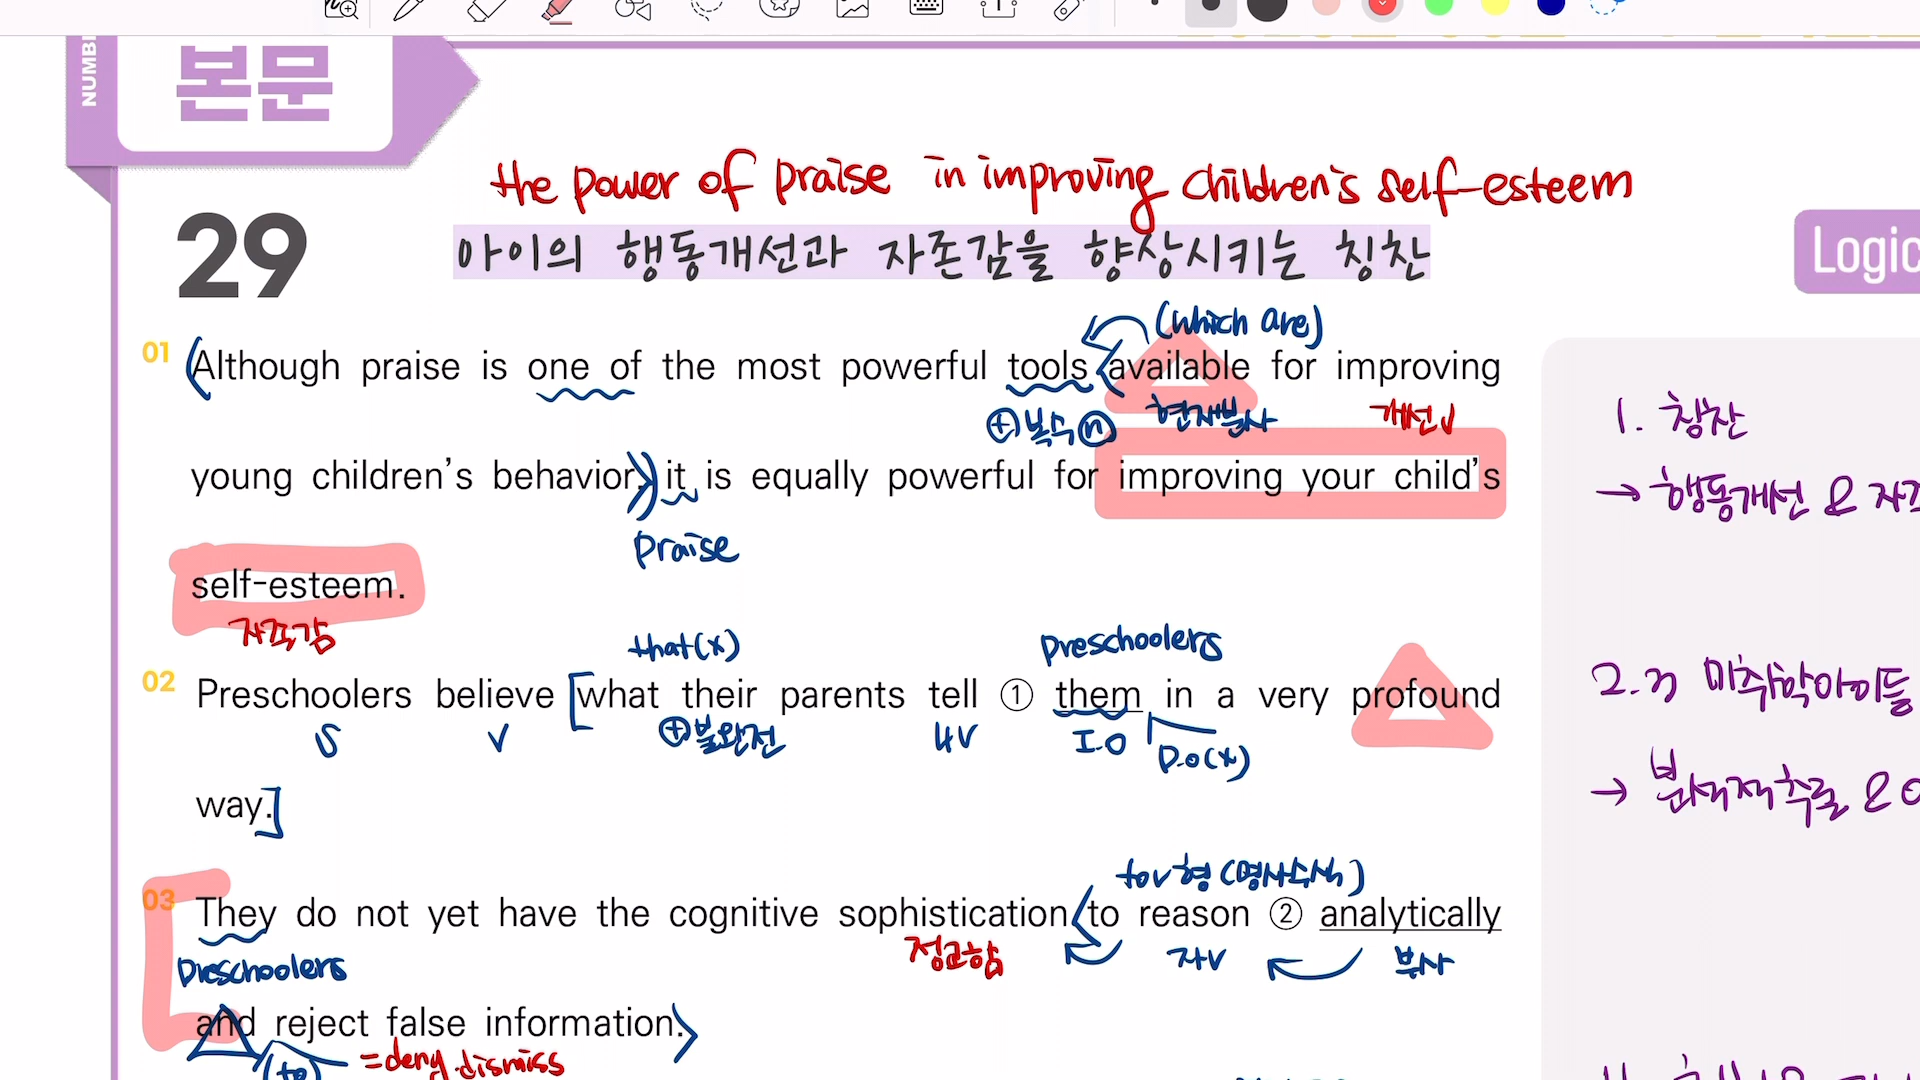 NUMB
본문
the power of praise in improving children's self-esteem
29
아이의 행동개선과 자존감을 향상시키는 칭찬
Logic
(which are)
01 Although praise is one of the most powerful tools available for improving
⊕복수ⓝ 현재분사 개선
1. 칭찬
young children's behavior, it is equally powerful for improving your child's
→ 행동개선 & 자존
praise
self-esteem.
자존감
that(x) preschoolers
02 Preschoolers believe what their parents tell ① them in a very profound
S V ⊕불완전 4V I.O D.O(x)
2.3 미취학아이들
way.
→ 분석적추론 &
to v 형 (명사수식)
03 They do not yet have the cognitive sophistication to reason ② analytically
preschoolers 정교함 자V 부사
and reject false information.
(to) = deny. dismiss